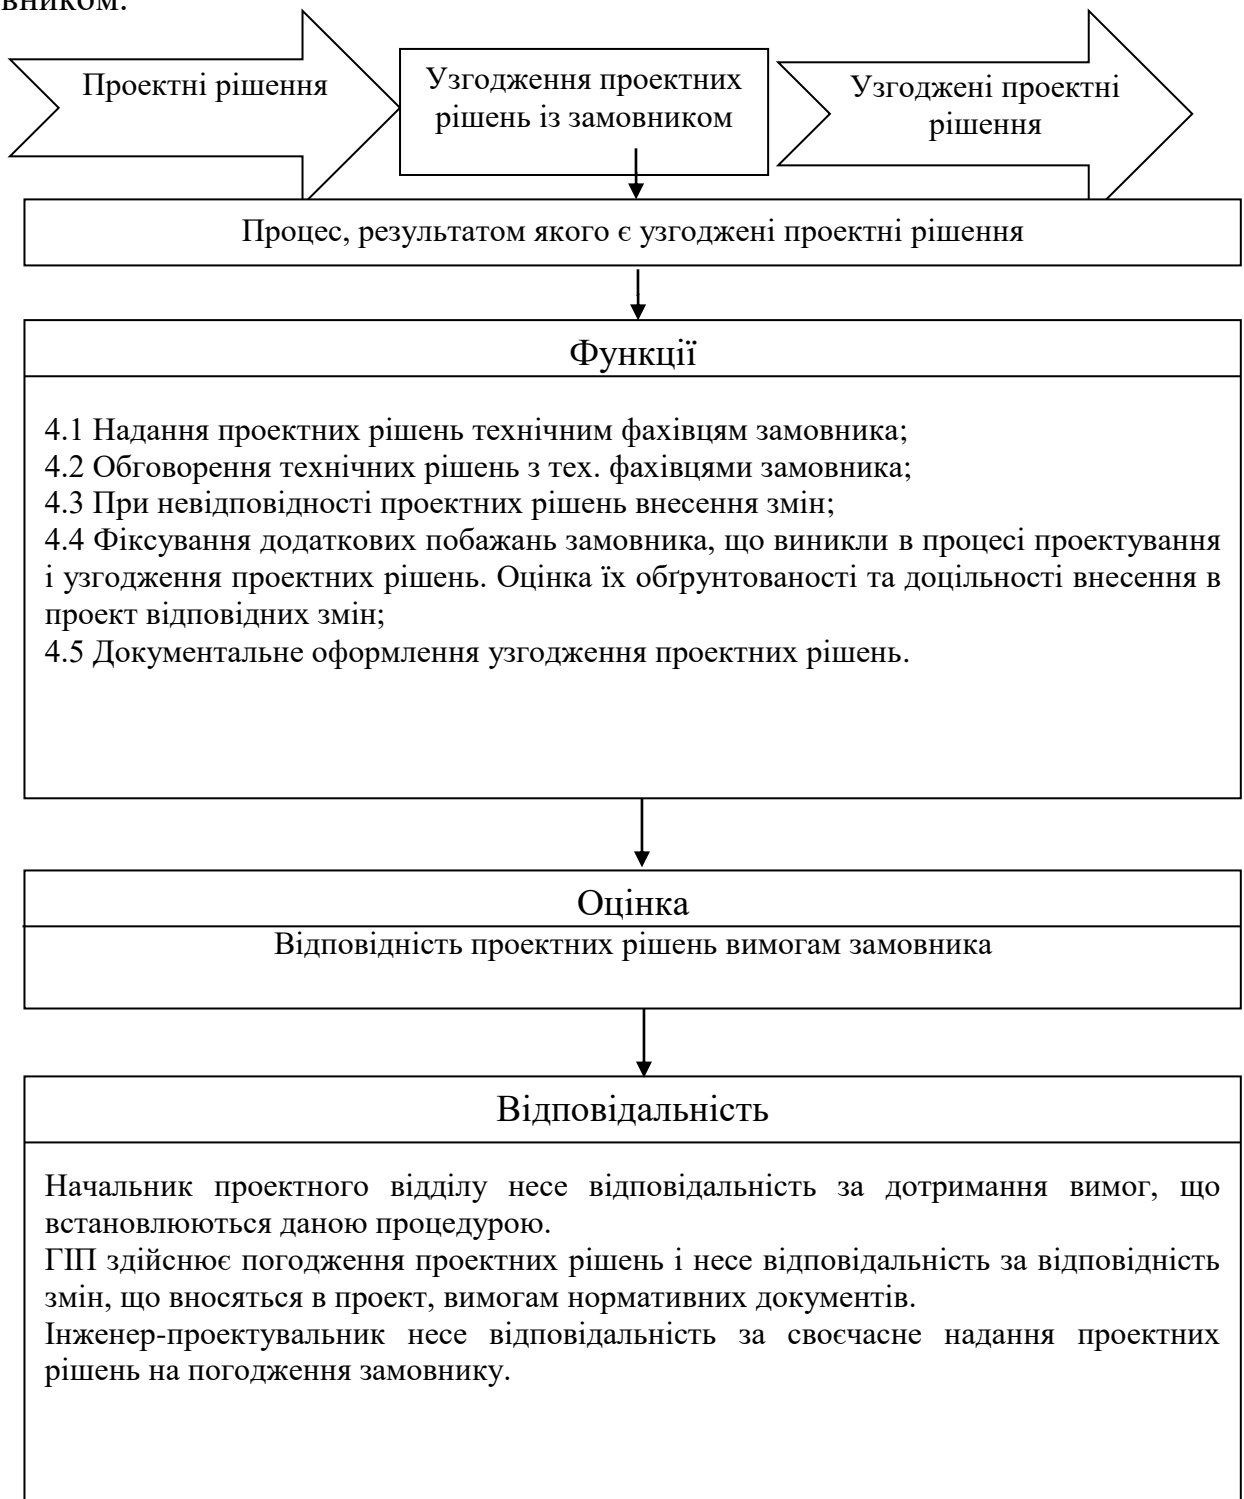 вником.
Проектні рішення
Узгодження проектних
рішень із замовником
Узгоджені проектні
рішення
Процес, результатом якого є узгоджені проектні рішення
Функції
4.1 Надання проектних рішень технічним фахівцям замовника;
4.2 Обговорення технічних рішень з тех. фахівцями замовника;
4.3 При невідповідності проектних рішень внесення змін;
4.4 Фіксування додаткових побажань замовника, що виникли в процесі проектування
і узгодження проектних рішень. Оцінка їх обґрунтованості та доцільності внесення в
проект відповідних змін;
4.5 Документальне оформлення узгодження проектних рішень.
Оцінка
Відповідність проектних рішень вимогам замовника
Відповідальність
Начальник проектного відділу несе відповідальність за дотримання вимог, що
встановлюються даною процедурою.
ГІП здійснює погодження проектних рішень і несе відповідальність за відповідність
змін, що вносяться в проект, вимогам нормативних документів.
Інженер-проектувальник несе відповідальність за своєчасне надання проектних
рішень на погодження замовнику.